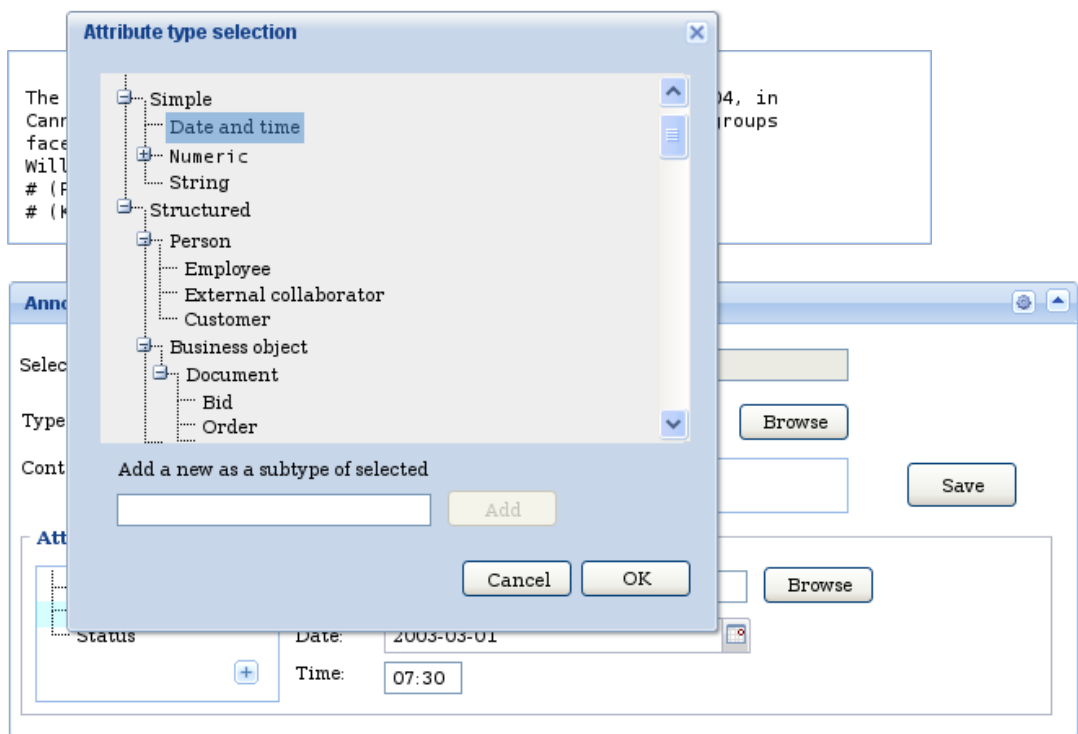 Attribute type selection
The 04, in
Cann groups
face
Will
# (
# (
Simple
Date and time
Numeric
String
Structured
Person
Employee
External collaborator
Customer
Business object
Document
Bid
Order
Anno
Selec
Type Browse
Cont
Add a new as a subtype of selected
Add
Save
Att
Cancel OK
Browse
Status
Date: 2003-03-01
Time: 07:30